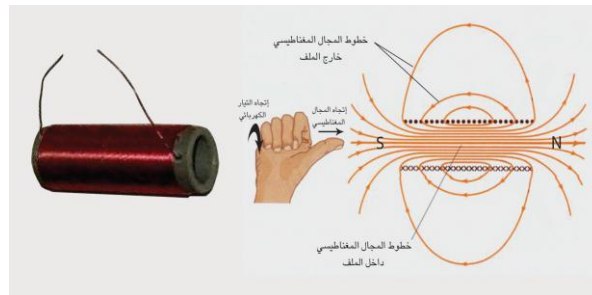 خطوط المجال المغناطيسي
خارج الملف
إتجاه التيار
الكهربائي
إتجاه المجال
المغناطيسي
S
N
خطوط المجال المغناطيسي
داخل الملف